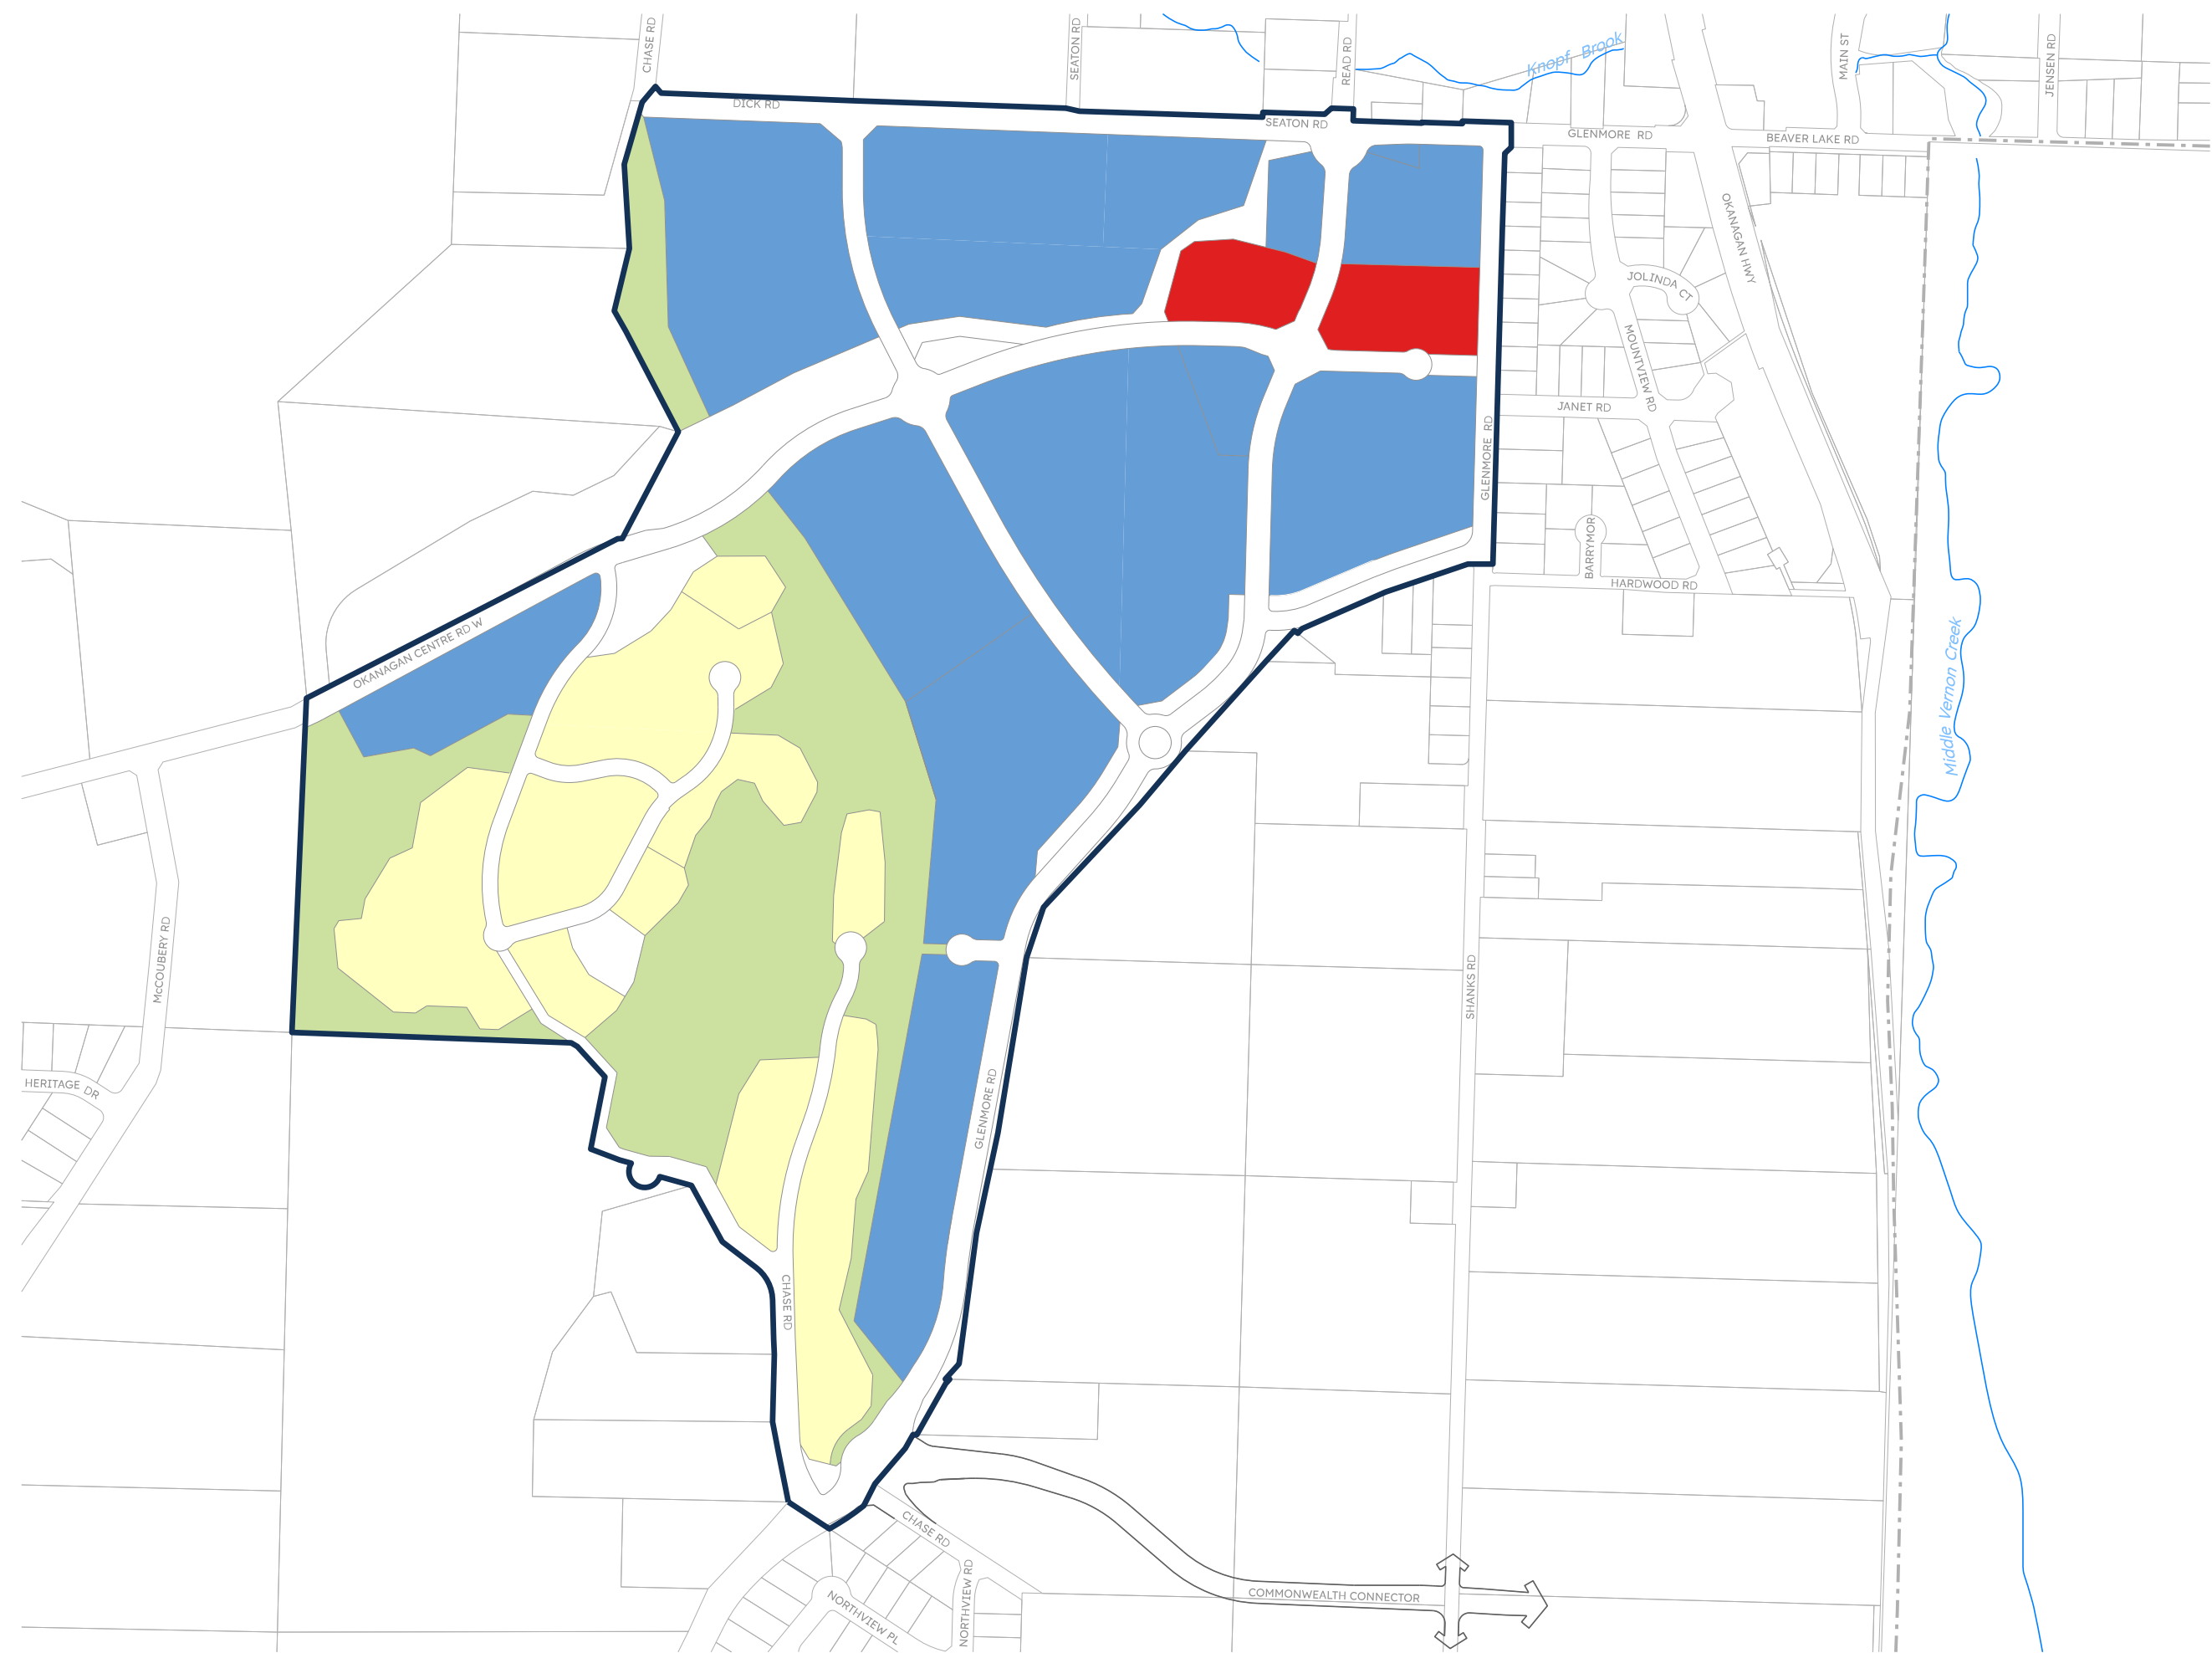 CHASE RD
SEATON RD
READ RD
Knopf Brook
MAIN ST
JENSEN RD
DICK RD
SEATON RD
GLENMORE RD
BEAVER LAKE RD
OKANAGAN HWY
JOLINDA CT
MOUNTVIEW RD
JANET RD
GLENMORE RD
BARRYMOR
HARDWOOD RD
OKANAGAN CENTRE RD W
Middle Vernon Creek
McCOUBERY RD
SHANKS RD
HERITAGE DR
GLENMORE RD
CHASE RD
CHASE RD
NORTHVIEW RD
NORTHVIEW PL
COMMONWEALTH CONNECTOR